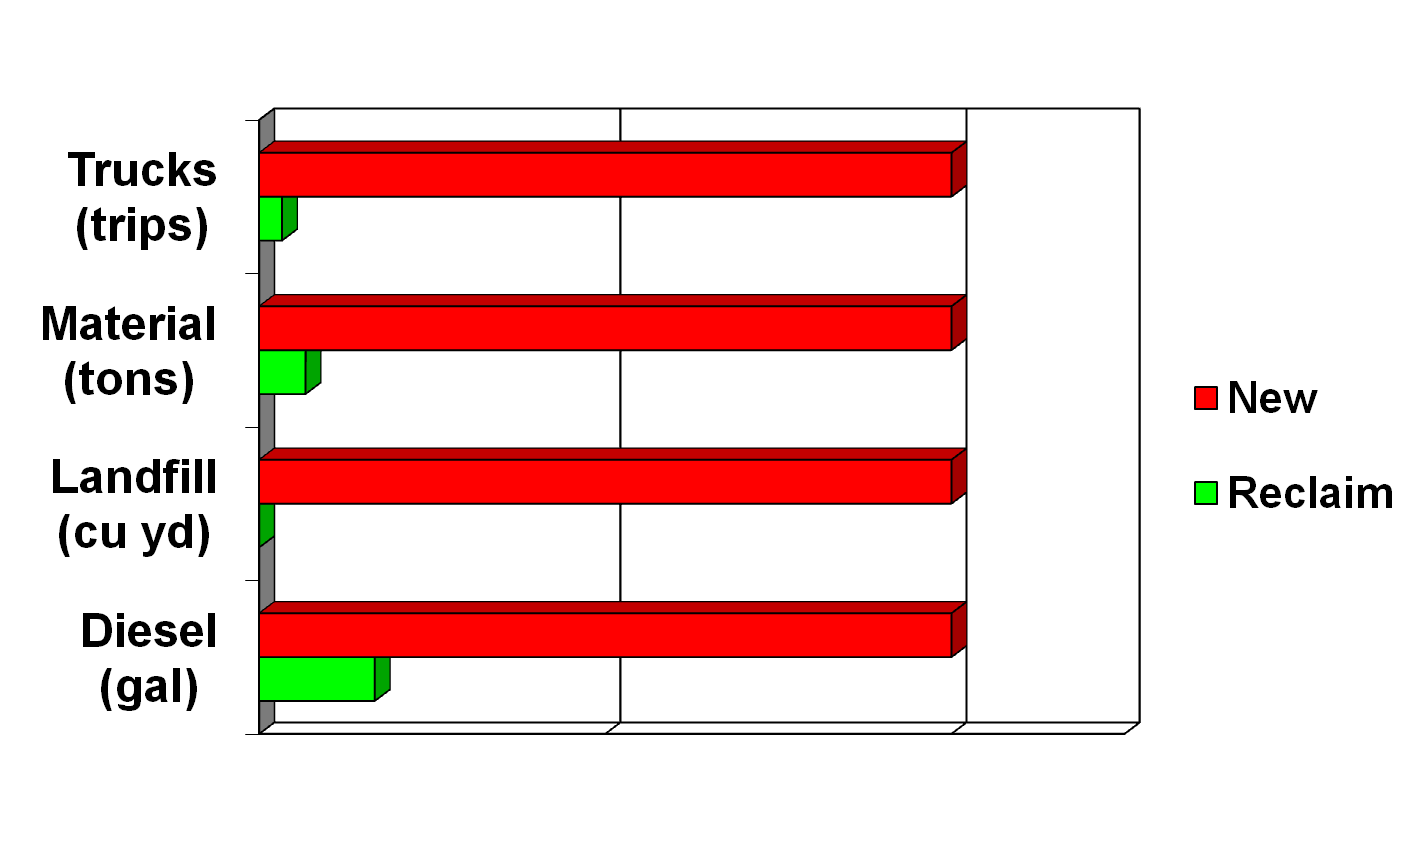 Trucks
(trips)
Material
(tons)
Landfill
(cu yd)
Diesel
(gal)
New
Reclaim